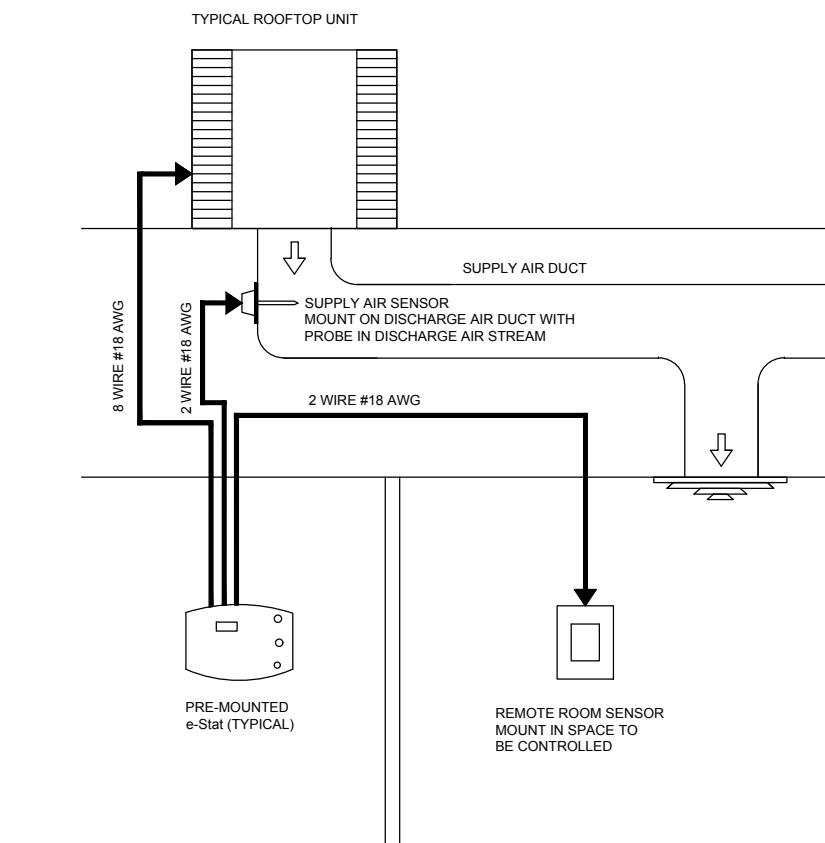 TYPICAL ROOFTOP UNIT
SUPPLY AIR DUCT
SUPPLY AIR SENSOR
MOUNT ON DISCHARGE AIR DUCT WITH
PROBE IN DISCHARGE AIR STREAM
8 WIRE #18 AWG
2 WIRE #18 AWG
2 WIRE #18 AWG
PRE-MOUNTED
e-Stat (TYPICAL)
REMOTE ROOM SENSOR
MOUNT IN SPACE TO
BE CONTROLLED